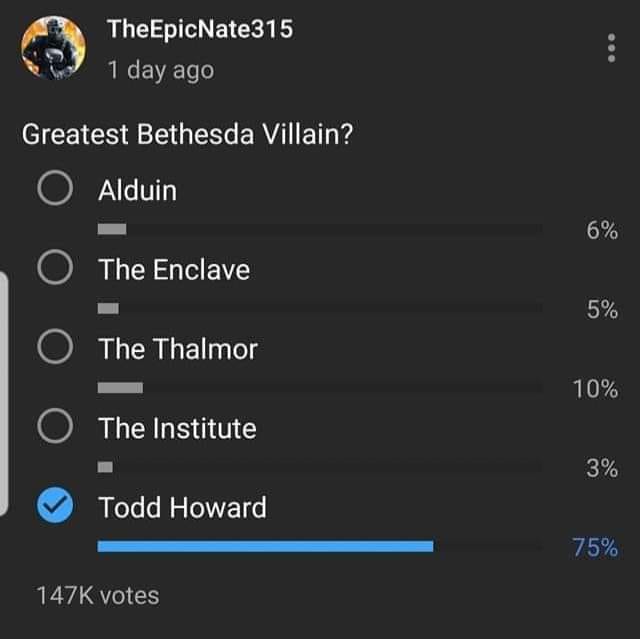 TheEpicNate315
1 day ago
Greatest Bethesda Villain?
Alduin
6%
The Enclave
5%
The Thalmor
10%
The Institute
3%
Todd Howard
75%
147K votes